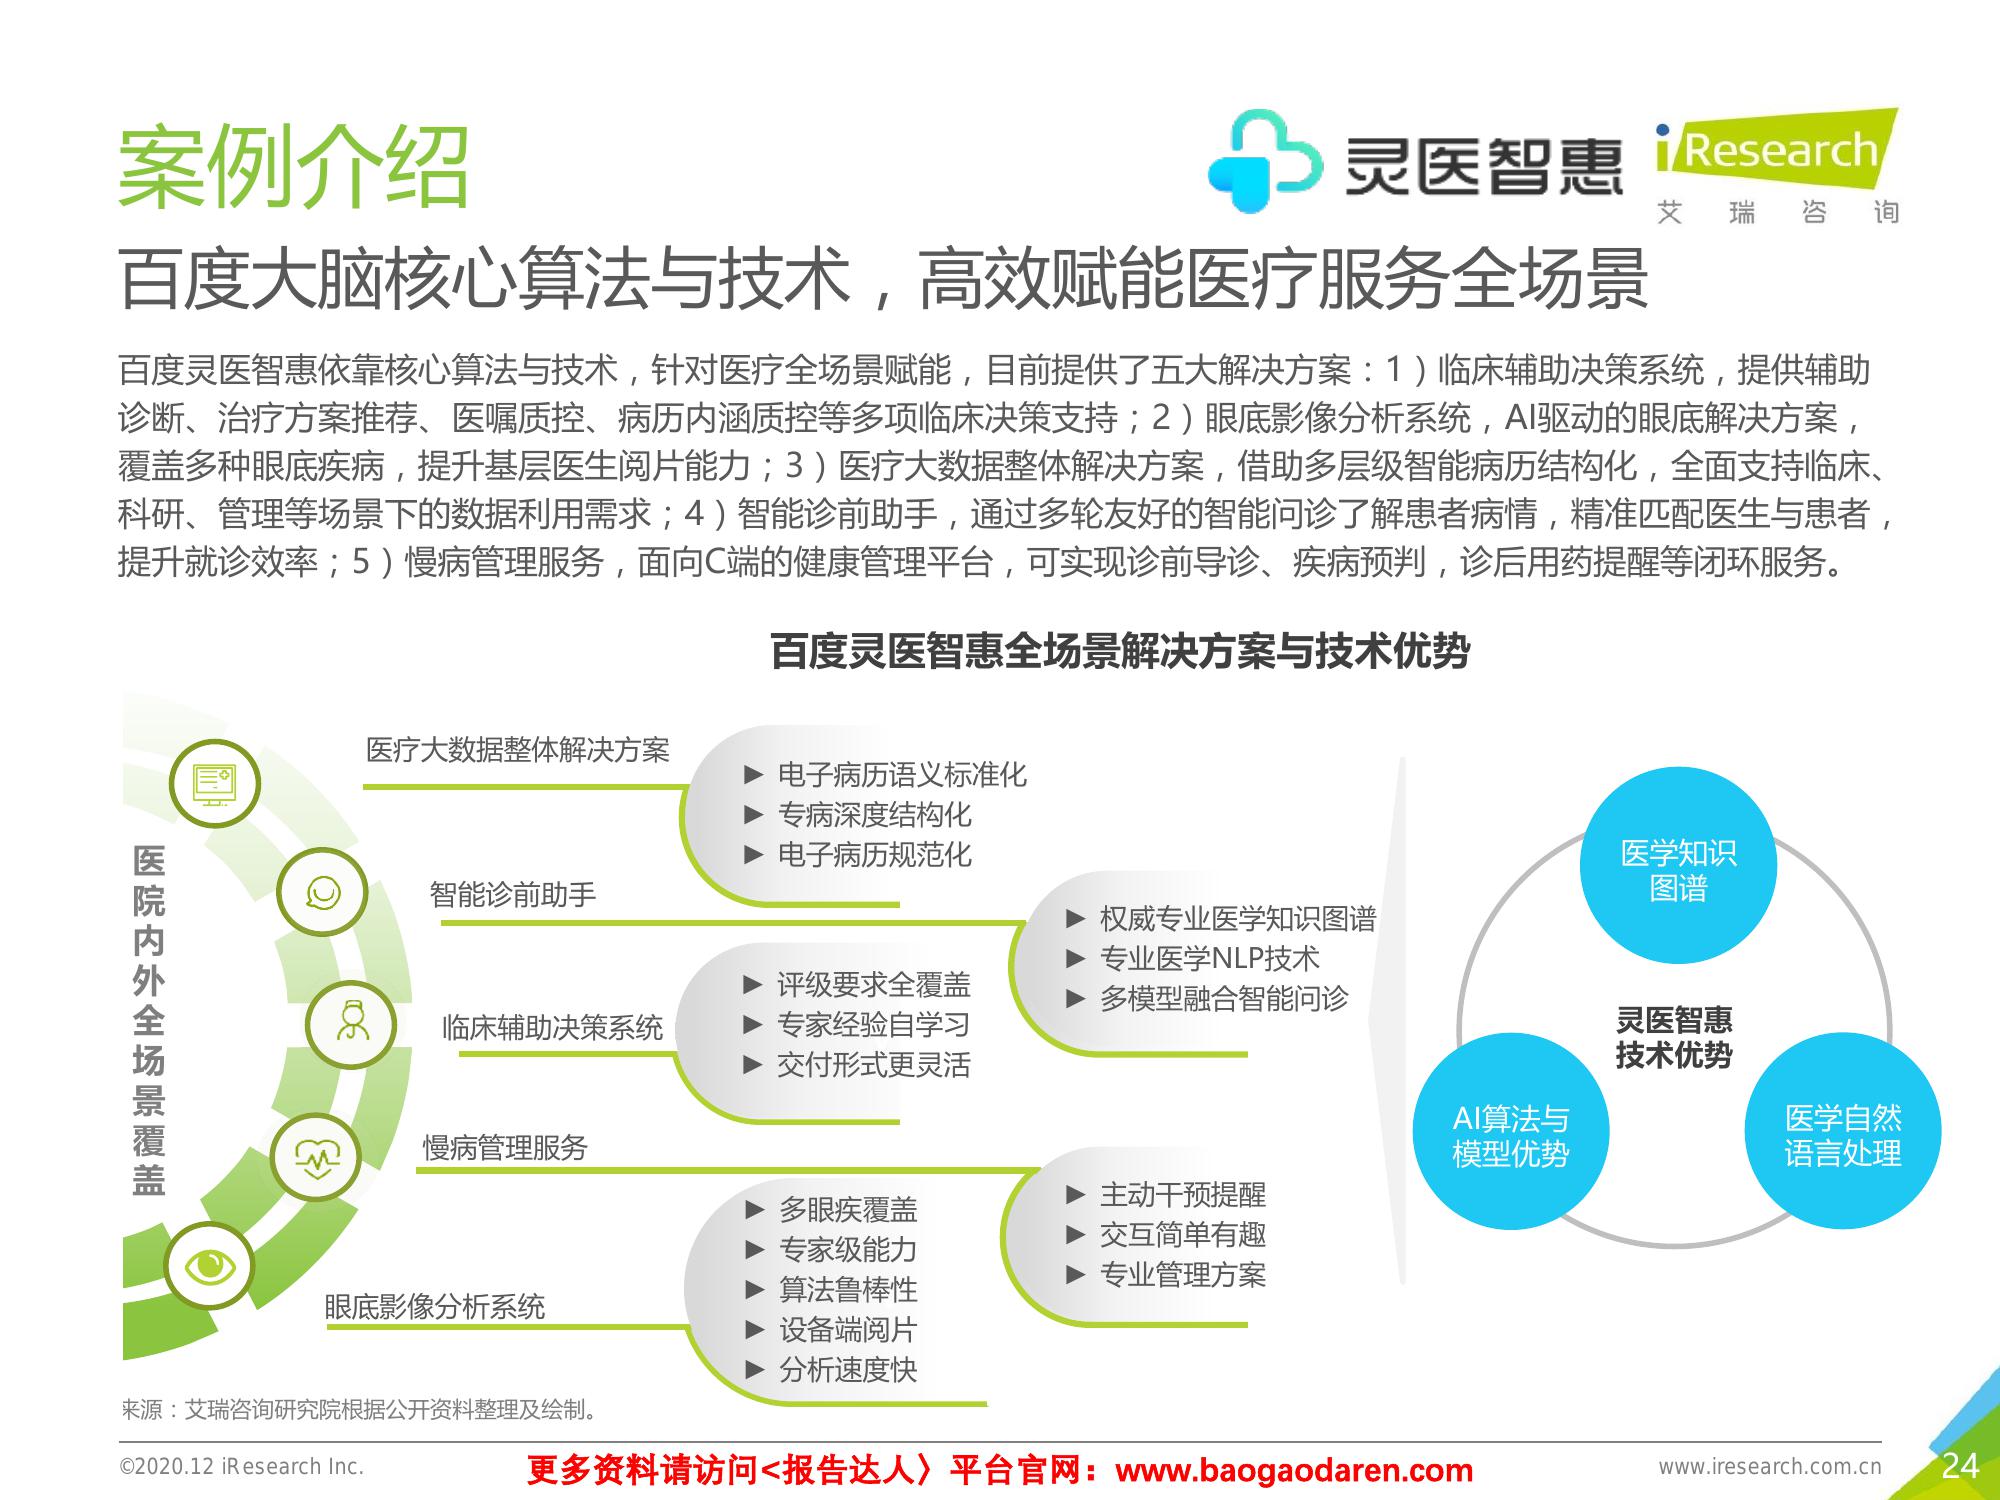 案例介绍
灵医智惠
iResearch
艾瑞咨询
百度大脑核心算法与技术，高效赋能医疗服务全场景
百度灵医智惠依靠核心算法与技术，针对医疗全场景赋能，目前提供了五大解决方案：1）临床辅助决策系统，提供辅助
诊断、治疗方案推荐、医嘱质控、病历内涵质控等多项临床决策支持；2）眼底影像分析系统，AI驱动的眼底解决方案，
覆盖多种眼底疾病，提升基层医生阅片能力；3）医疗大数据整体解决方案，借助多层级智能病历结构化，全面支持临床、
科研、管理等场景下的数据利用需求；4）智能诊前助手，通过多轮友好的智能问诊了解患者病情，精准匹配医生与患者，
提升就诊效率；5）慢病管理服务，面向C端的健康管理平台，可实现诊前导诊、疾病预判，诊后用药提醒等闭环服务。
百度灵医智惠全场景解决方案与技术优势
医院内外全场景覆盖
医疗大数据整体解决方案
► 电子病历语义标准化
► 专病深度结构化
► 电子病历规范化
智能诊前助手
► 权威专业医学知识图谱
► 专业医学NLP技术
► 多模型融合智能问诊
临床辅助决策系统
► 评级要求全覆盖
► 专家经验自学习
► 交付形式更灵活
慢病管理服务
► 主动干预提醒
► 交互简单有趣
► 专业管理方案
眼底影像分析系统
► 多眼疾覆盖
► 专家级能力
► 算法鲁棒性
► 设备端阅片
► 分析速度快
医学知识
图谱
灵医智惠
技术优势
AI算法与
模型优势
医学自然
语言处理
来源：艾瑞咨询研究院根据公开资料整理及绘制。
©2020.12 iResearch Inc.
更多资料请访问<报告达人〉平台官网：www.baogaodaren.com
www.iresearch.com.cn
24